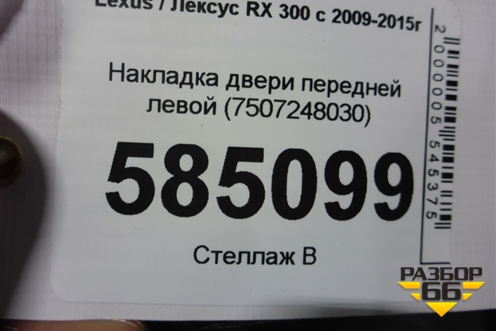 Lexus / Лексус RX 300 с 2009-2015г
Накладка двери передней
левой (7507248030)
585099
Стеллаж В
2000005545375
РАЗБОР
66